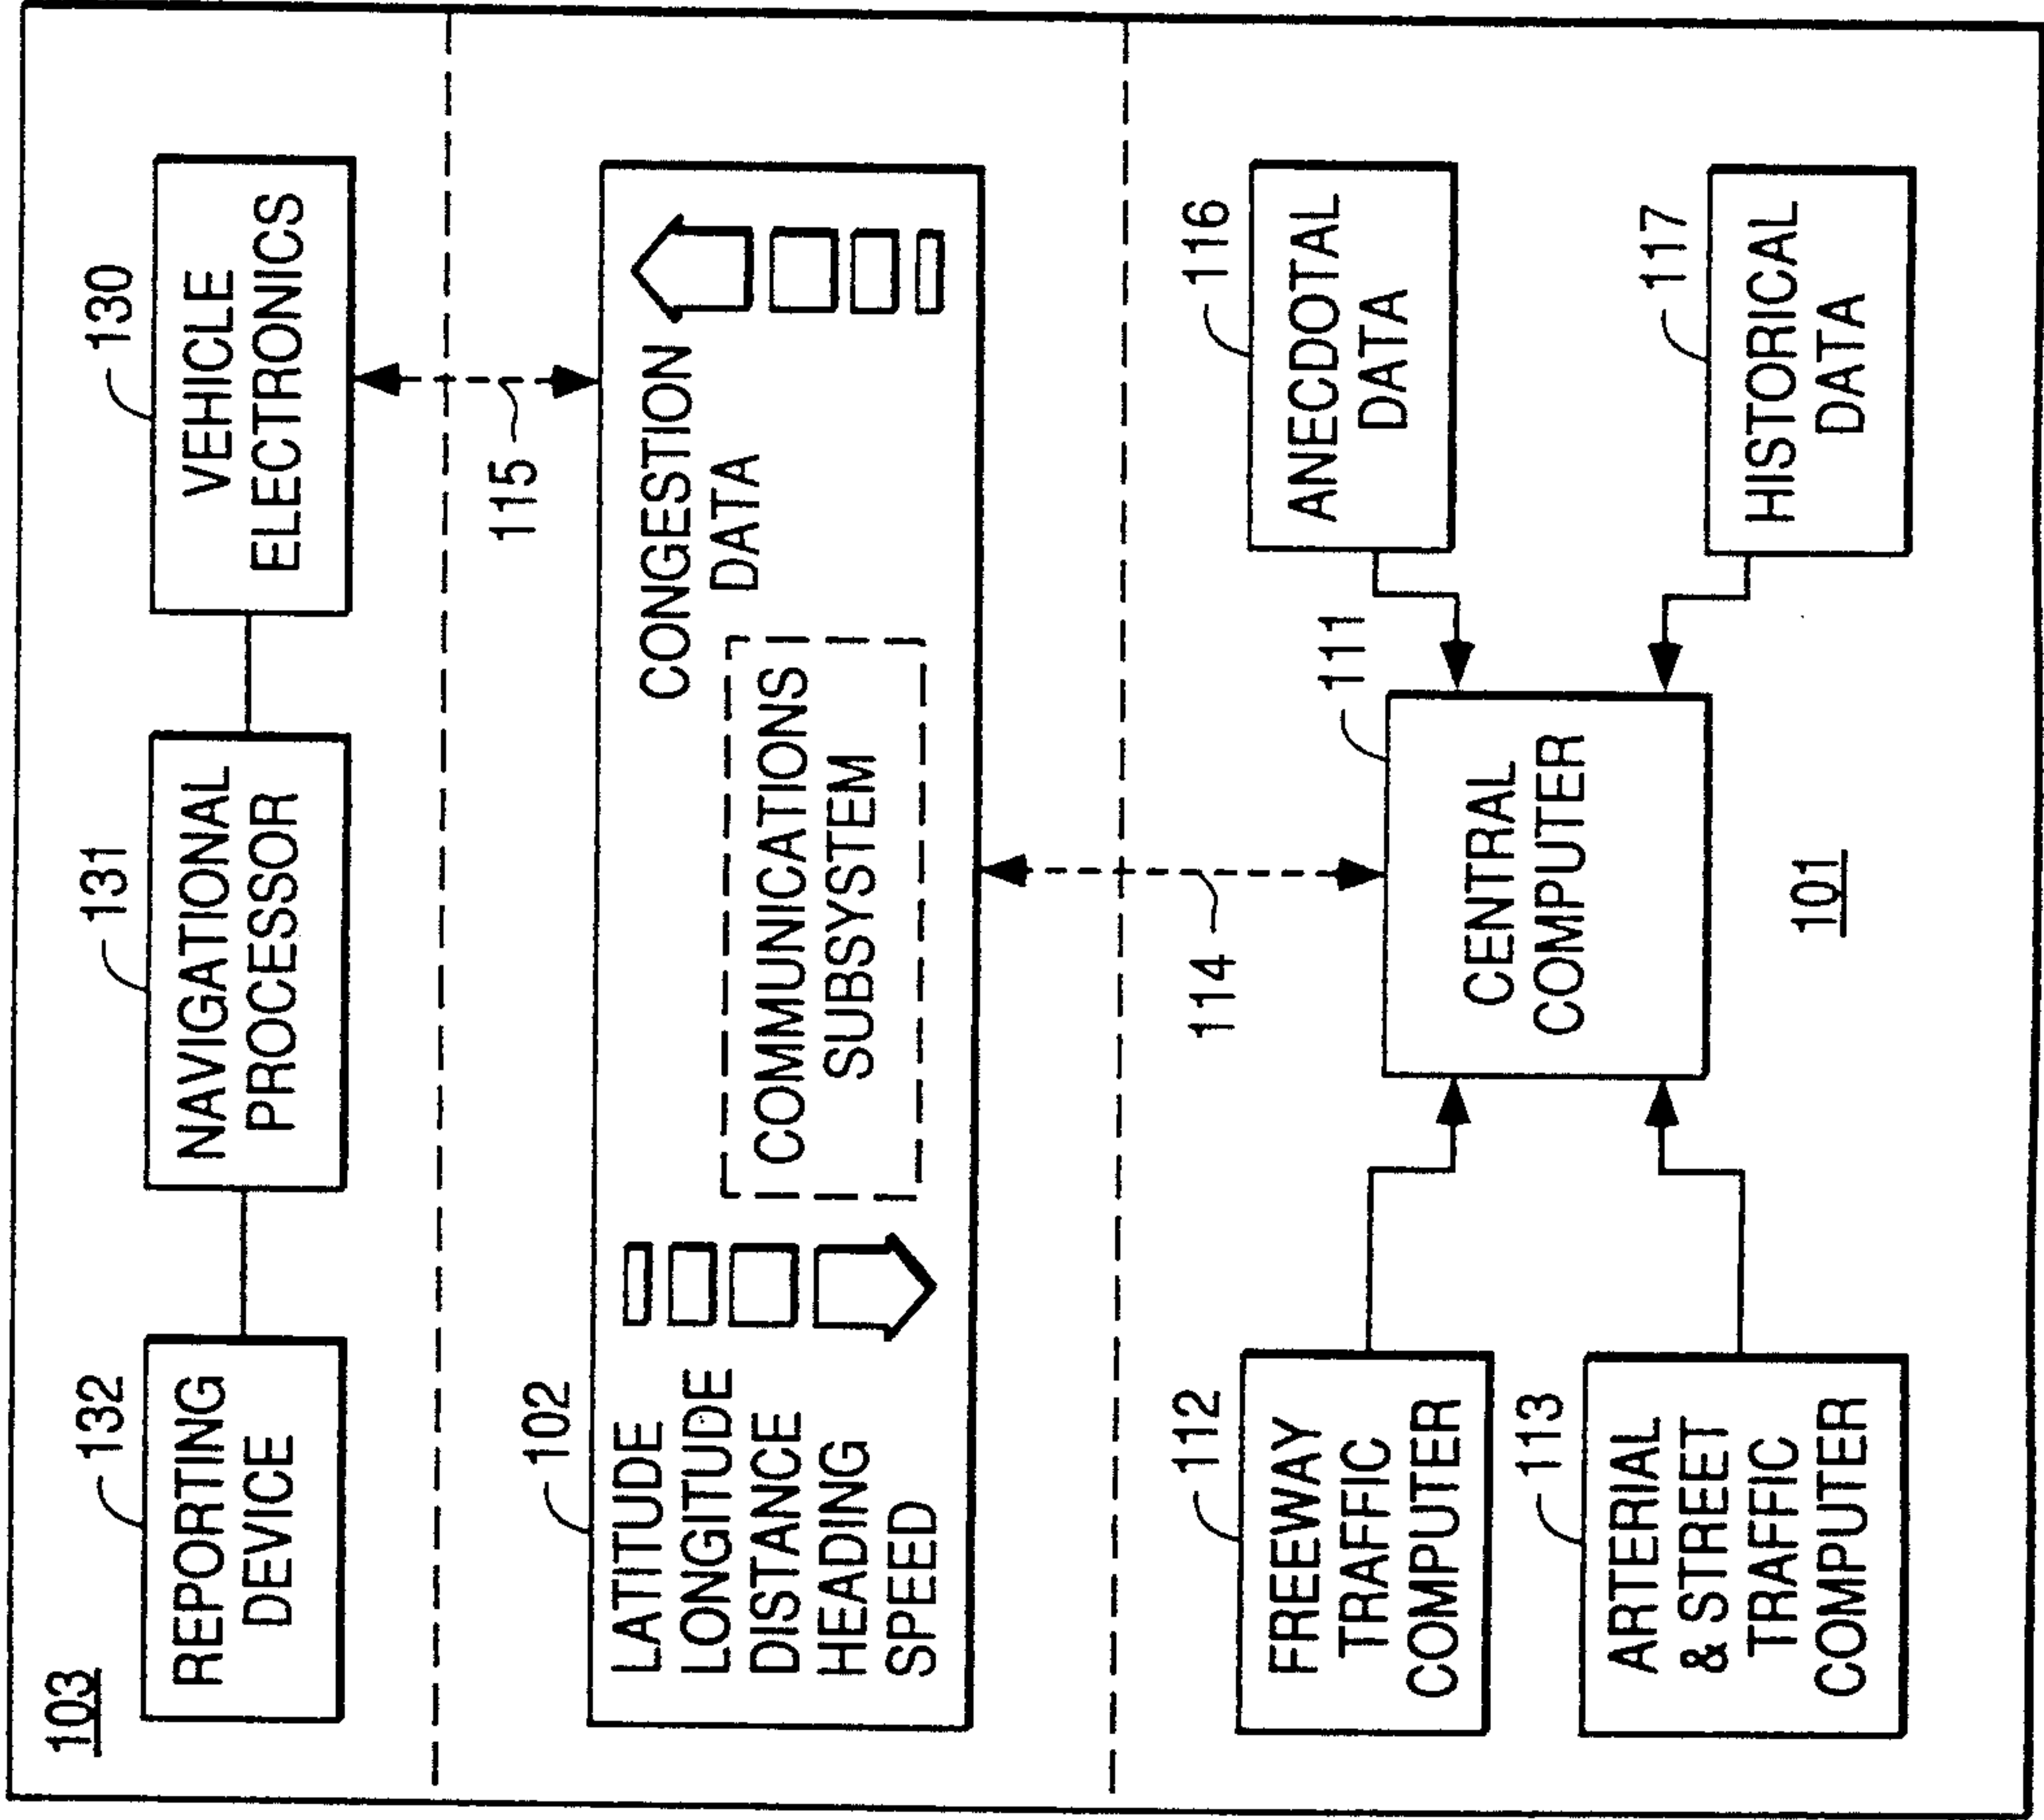 103
132
REPORTING
DEVICE
131
NAVIGATIONAL
PROCESSOR
130
VEHICLE
ELECTRONICS
115
102
LATITUDE
LONGITUDE
DISTANCE
HEADING
SPEED
COMMUNICATIONS
SUBSYSTEM
CONGESTION
DATA
114
112
FREEWAY
TRAFFIC
COMPUTER
113
ARTERIAL
& STREET
TRAFFIC
COMPUTER
111
CENTRAL
COMPUTER
101
116
ANECDOTAL
DATA
117
HISTORICAL
DATA